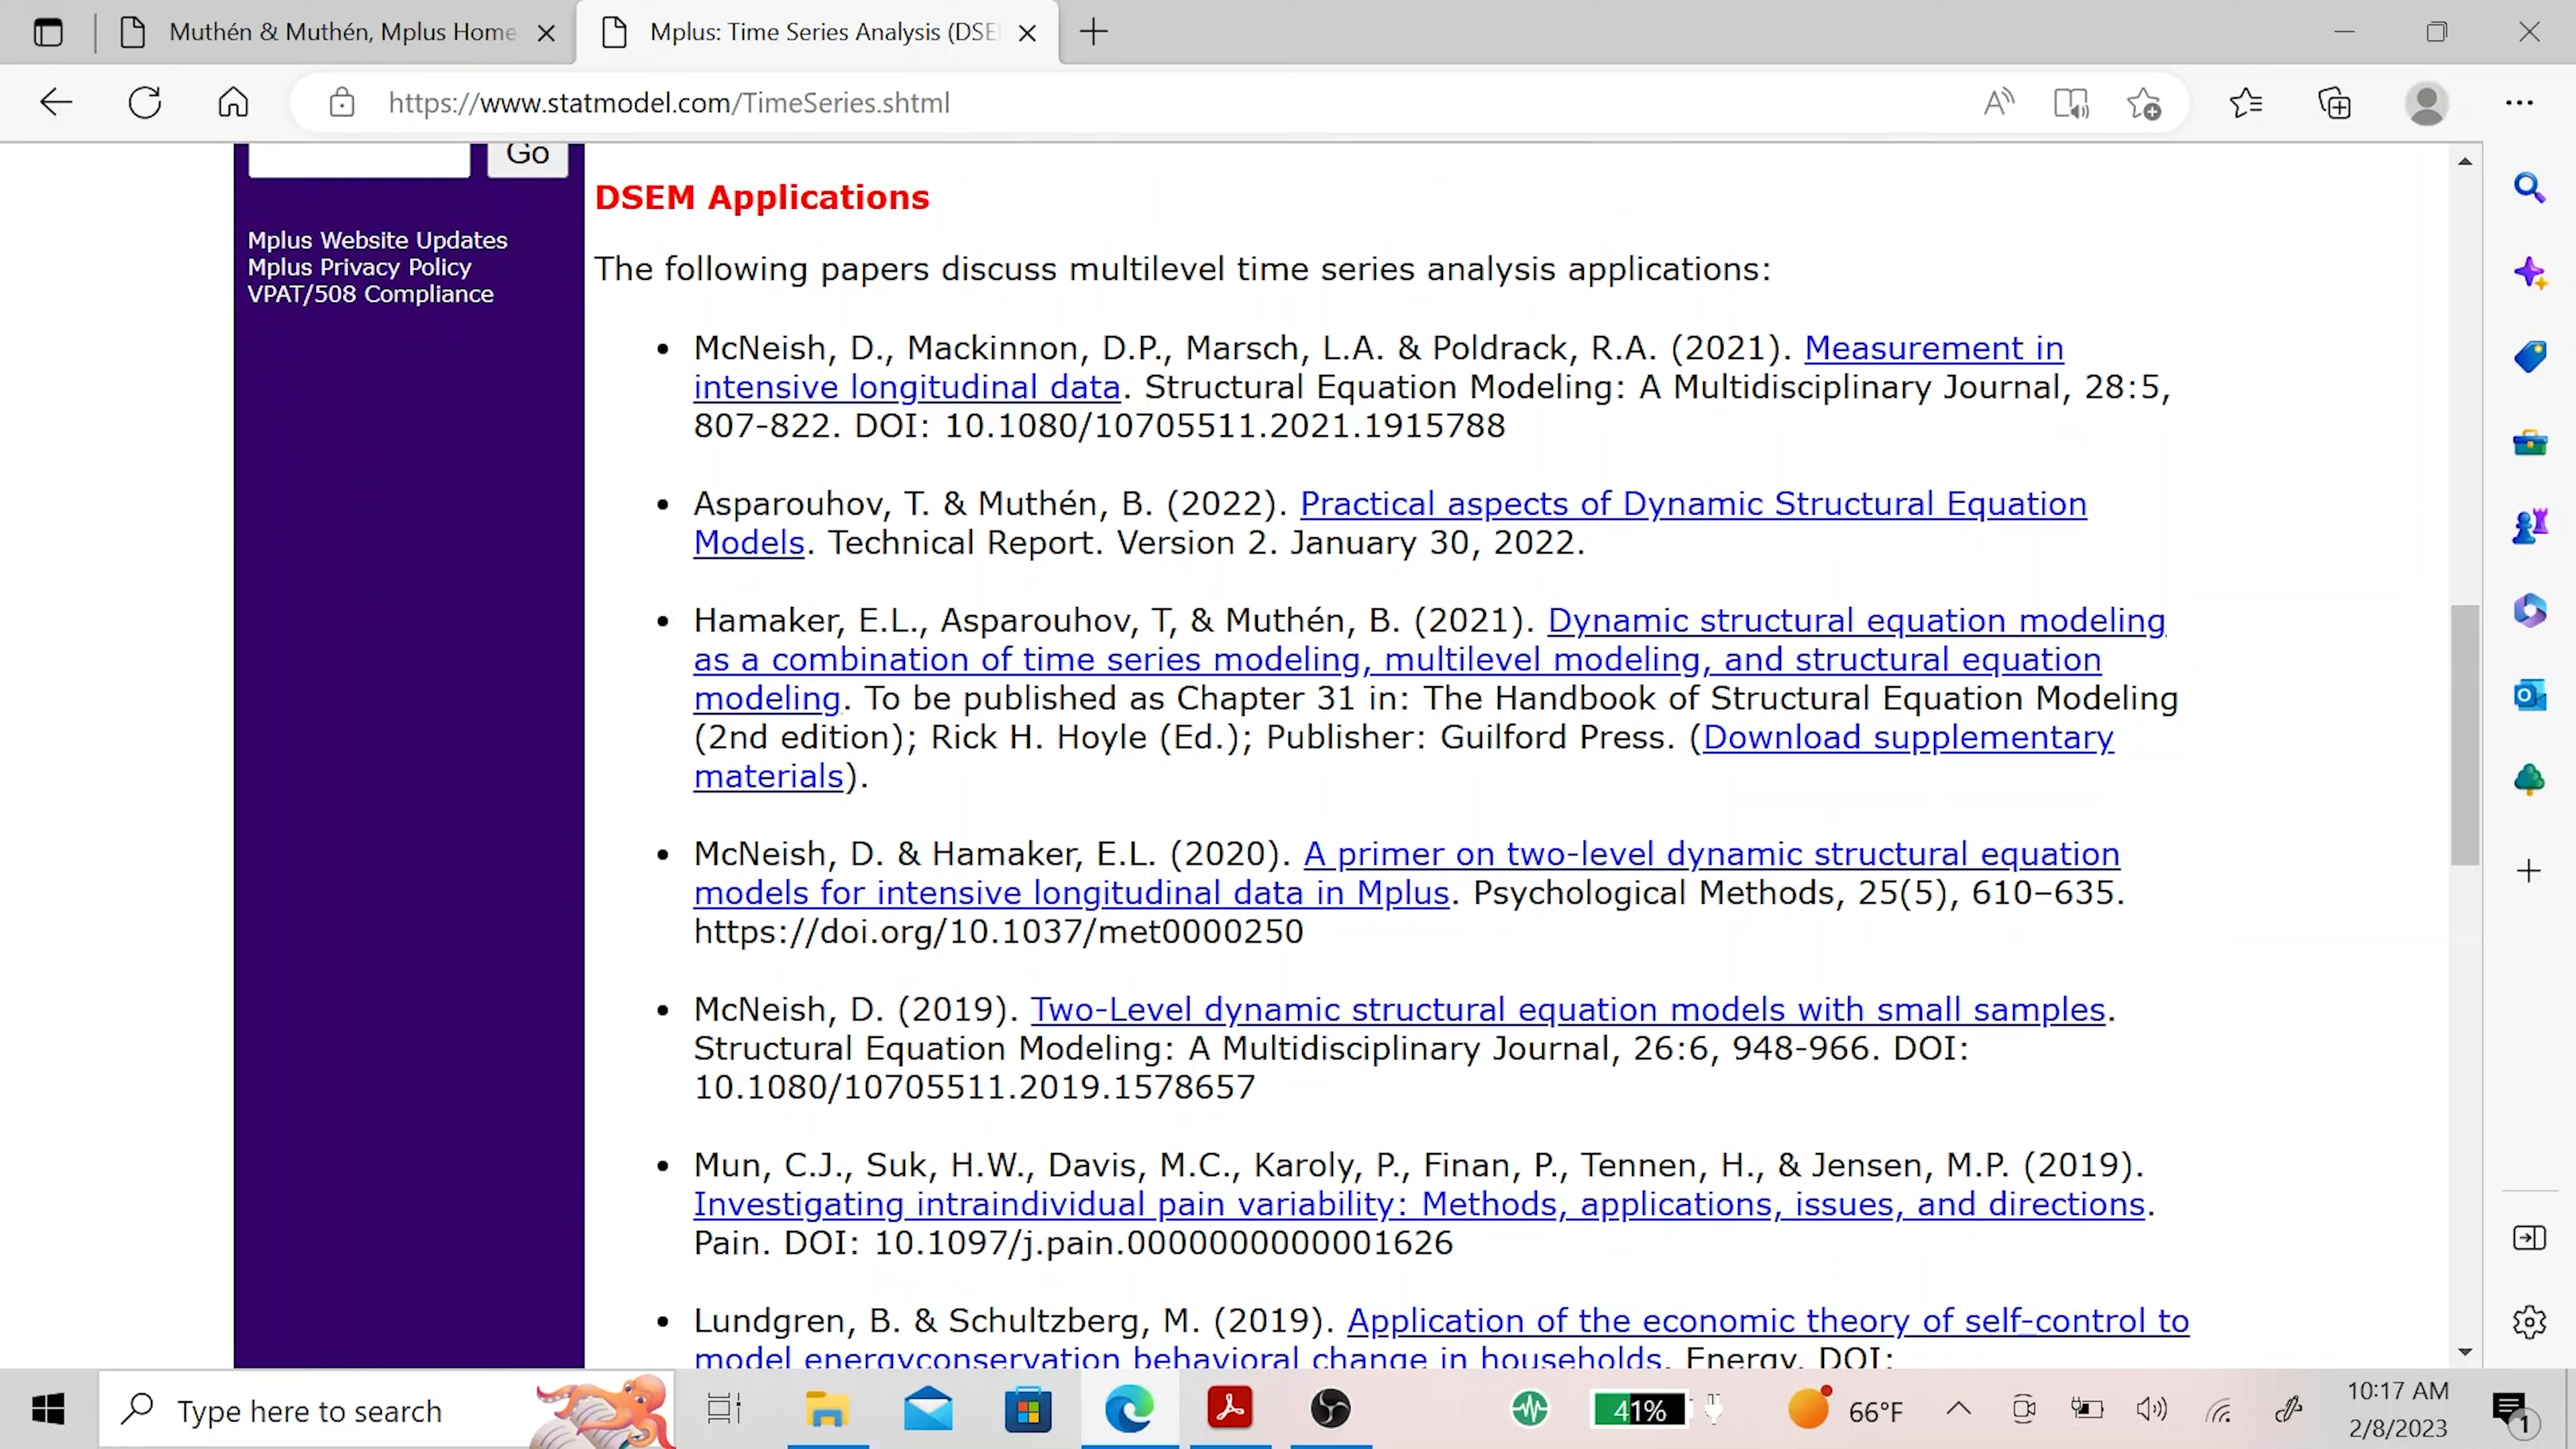 Muthén & Muthén, Mplus Home
Mplus: Time Series Analysis (DSE
https://www.statmodel.com/TimeSeries.shtml
Go
Mplus Website Updates
Mplus Privacy Policy
VPAT/508 Compliance
DSEM Applications
The following papers discuss multilevel time series analysis applications:
• McNeish, D., Mackinnon, D.P., Marsch, L.A. & Poldrack, R.A. (2021). Measurement in
intensive longitudinal data. Structural Equation Modeling: A Multidisciplinary Journal, 28:5,
807-822. DOI: 10.1080/10705511.2021.1915788
• Asparouhov, T. & Muthén, B. (2022). Practical aspects of Dynamic Structural Equation
Models. Technical Report. Version 2. January 30, 2022.
• Hamaker, E.L., Asparouhov, T, & Muthén, B. (2021). Dynamic structural equation modeling
as a combination of time series modeling, multilevel modeling, and structural equation
modeling. To be published as Chapter 31 in: The Handbook of Structural Equation Modeling
(2nd edition); Rick H. Hoyle (Ed.); Publisher: Guilford Press. (Download supplementary
materials).
• McNeish, D. & Hamaker, E.L. (2020). A primer on two-level dynamic structural equation
models for intensive longitudinal data in Mplus. Psychological Methods, 25(5), 610–635.
https://doi.org/10.1037/met0000250
• McNeish, D. (2019). Two-Level dynamic structural equation models with small samples.
Structural Equation Modeling: A Multidisciplinary Journal, 26:6, 948-966. DOI:
10.1080/10705511.2019.1578657
• Mun, C.J., Suk, H.W., Davis, M.C., Karoly, P., Finan, P., Tennen, H., & Jensen, M.P. (2019).
Investigating intraindividual pain variability: Methods, applications, issues, and directions.
Pain. DOI: 10.1097/j.pain.0000000000001626
• Lundgren, B. & Schultzberg, M. (2019). Application of the economic theory of self-control to
model energyconservation behavioral change in households. Energy. DOI:
Type here to search
41%
66°F
10:17 AM
2/8/2023
1